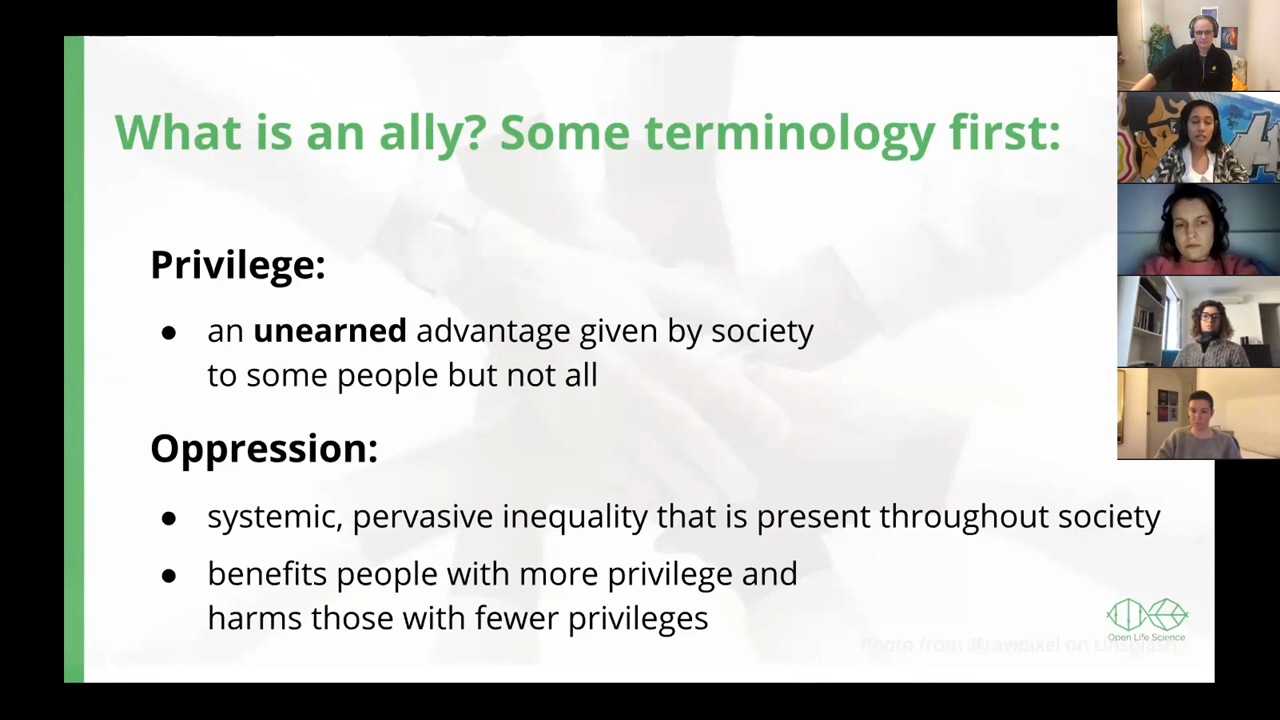 What is an ally? Some terminology first:
Privilege:
● an unearned advantage given by society
to some people but not all
Oppression:
● systemic, pervasive inequality that is present throughout society
● benefits people with more privilege and
harms those with fewer privileges
Open Life Science
Photo from @rawpixel on Unsplash